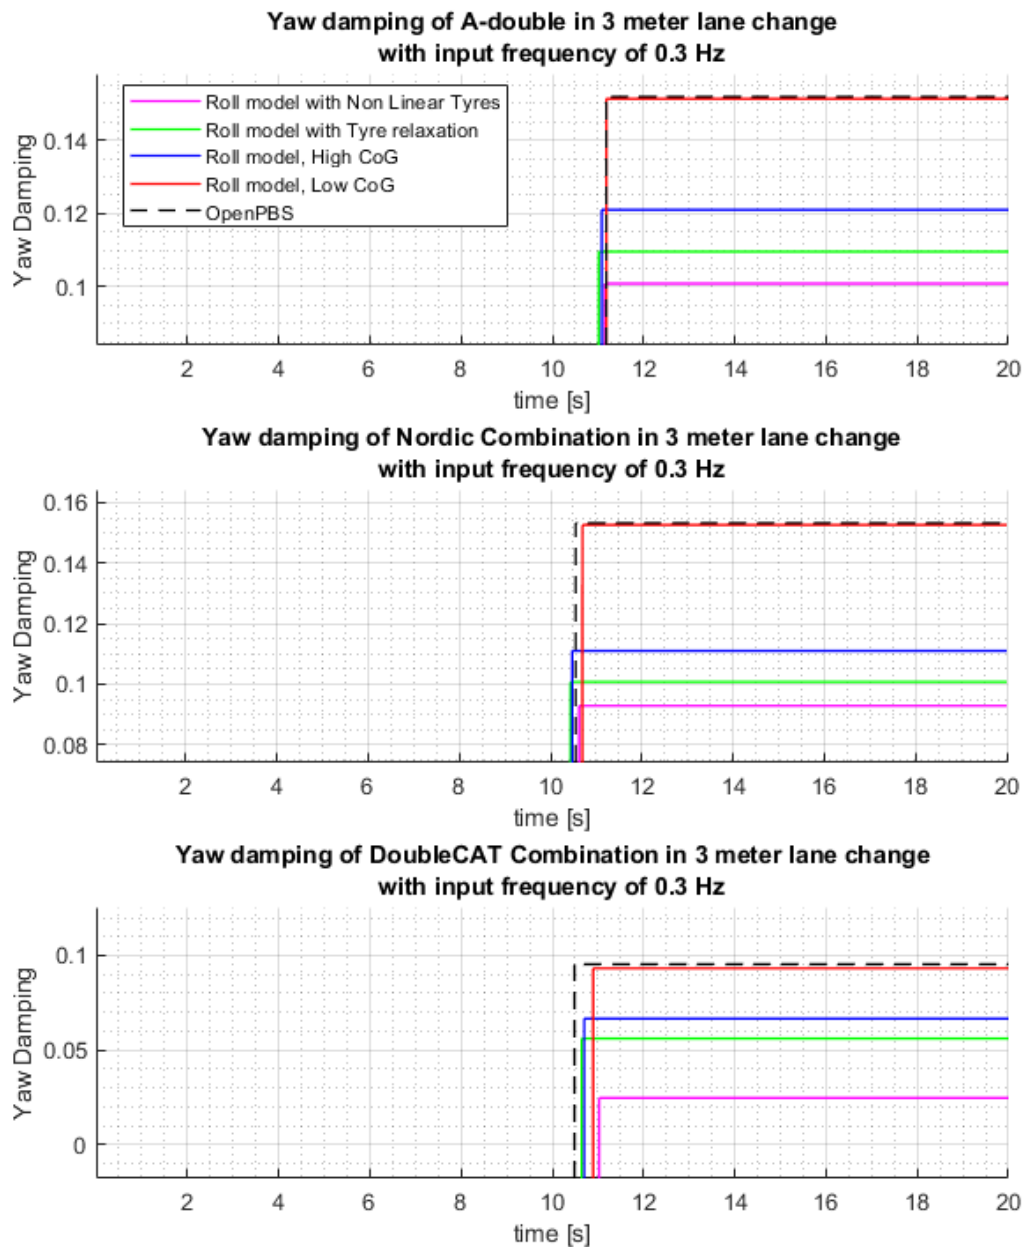 Yaw damping of A-double in 3 meter lane change
with input frequency of 0.3 Hz
Yaw Damping
0.14
0.12
0.1
Roll model with Non Linear Tyres
Roll model with Tyre relaxation
Roll model, High CoG
Roll model, Low CoG
OpenPBS
2 4 6 8 10 12 14 16 18 20
time [s]
Yaw damping of Nordic Combination in 3 meter lane change
with input frequency of 0.3 Hz
Yaw Damping
0.16
0.14
0.12
0.1
0.08
2 4 6 8 10 12 14 16 18 20
time [s]
Yaw damping of DoubleCAT Combination in 3 meter lane change
with input frequency of 0.3 Hz
Yaw Damping
0.1
0.05
0
2 4 6 8 10 12 14 16 18 20
time [s]